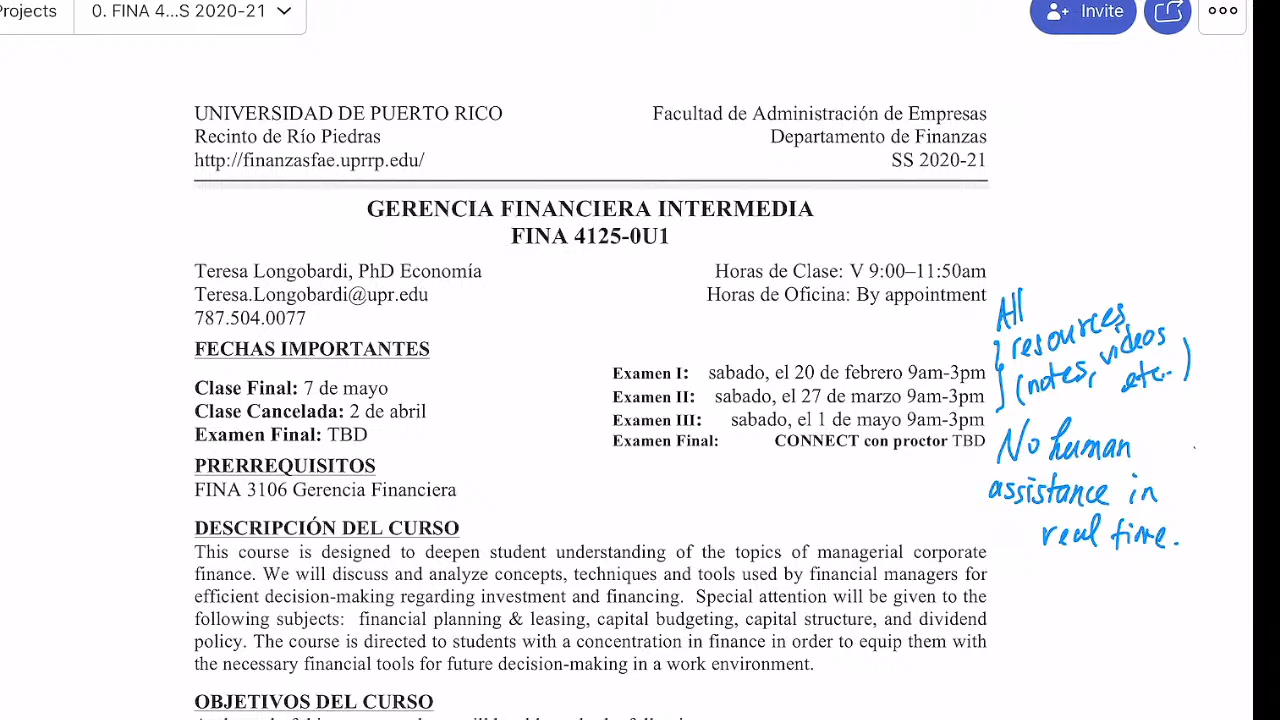 Projects
0. FINA 4...S 2020-21
Invite
UNIVERSIDAD DE PUERTO RICO
Facultad de Administración de Empresas
Recinto de Río Piedras
Departamento de Finanzas
http://finanzasfae.uprrp.edu/
SS 2020-21
GERENCIA FINANCIERA INTERMEDIA
FINA 4125-0U1
Teresa Longobardi, PhD Economía
Horas de Clase: V 9:00–11:50am
Teresa.Longobardi@upr.edu
Horas de Oficina: By appointment
787.504.0077
FECHAS IMPORTANTES
Clase Final: 7 de mayo
Clase Cancelada: 2 de abril
Examen Final: TBD
Examen I: sabado, el 20 de febrero 9am-3pm
Examen II: sabado, el 27 de marzo 9am-3pm
Examen III: sabado, el 1 de mayo 9am-3pm
Examen Final: CONNECT con proctor TBD
All
resources
(notes, videos
etc..)
No human
assistance in
real time.
PRERREQUISITOS
FINA 3106 Gerencia Financiera
DESCRIPCIÓN DEL CURSO
This course is designed to deepen student understanding of the topics of managerial corporate
finance. We will discuss and analyze concepts, techniques and tools used by financial managers for
efficient decision-making regarding investment and financing. Special attention will be given to the
following subjects: financial planning & leasing, capital budgeting, capital structure, and dividend
policy. The course is directed to students with a concentration in finance in order to equip them with
the necessary financial tools for future decision-making in a work environment.
OBJETIVOS DEL CURSO